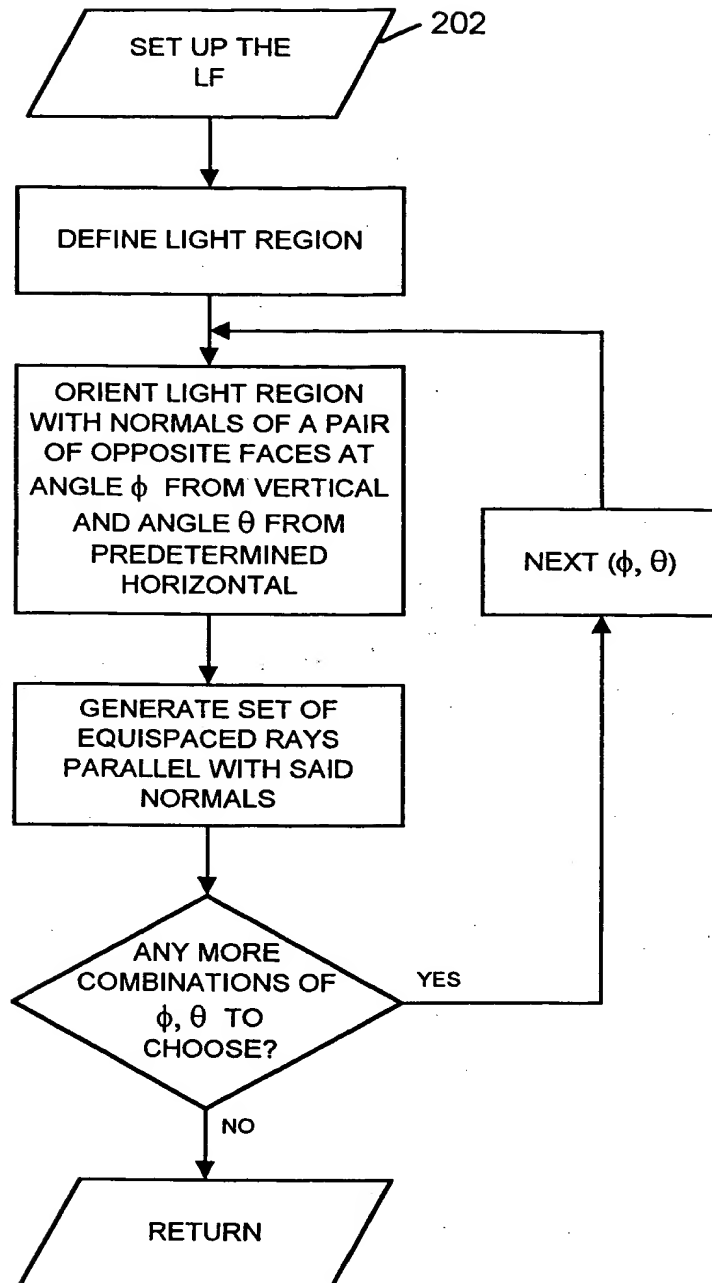 SET UP THE
LF
202
DEFINE LIGHT REGION
ORIENT LIGHT REGION
WITH NORMALS OF A PAIR
OF OPPOSITE FACES AT
ANGLE ϕ FROM VERTICAL
AND ANGLE θ FROM
PREDETERMINED
HORIZONTAL
NEXT (ϕ, θ)
GENERATE SET OF
EQUISPACED RAYS
PARALLEL WITH SAID
NORMALS
ANY MORE
COMBINATIONS OF
ϕ, θ TO
CHOOSE?
YES
NO
RETURN